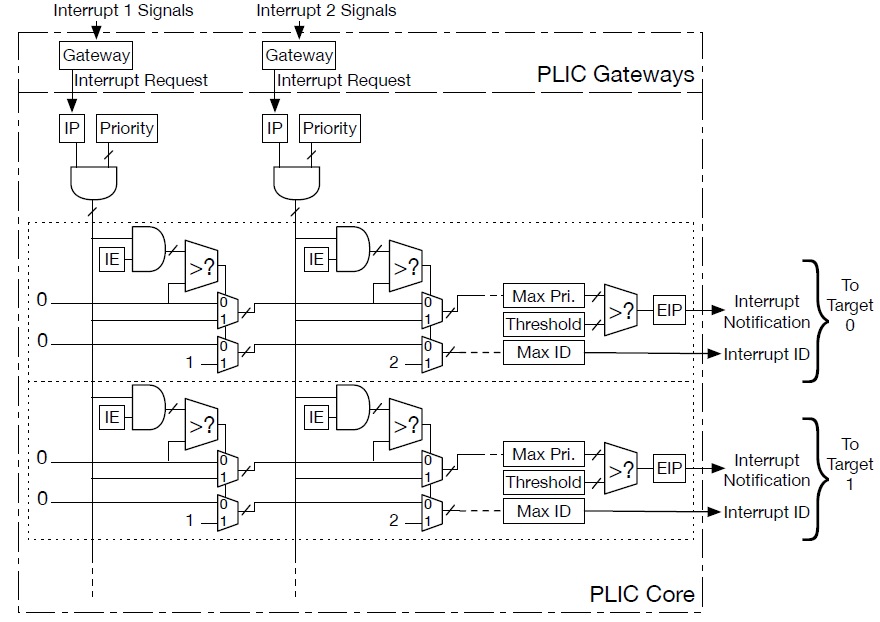 Interrupt 1 Signals
Interrupt 2 Signals
Gateway
Gateway
Interrupt Request
Interrupt Request
PLIC Gateways
IP
Priority
IP
Priority
IE
>?
IE
>?
0
0
1
0
1
Max Pri.
Threshold
>?
EIP
Interrupt
Notification
0
0
1
1
0
1
2
Max ID
Interrupt ID
To
Target
0
IE
>?
IE
>?
0
0
1
0
1
Max Pri.
Threshold
>?
EIP
Interrupt
Notification
0
0
1
1
0
1
2
Max ID
Interrupt ID
To
Target
1
PLIC Core